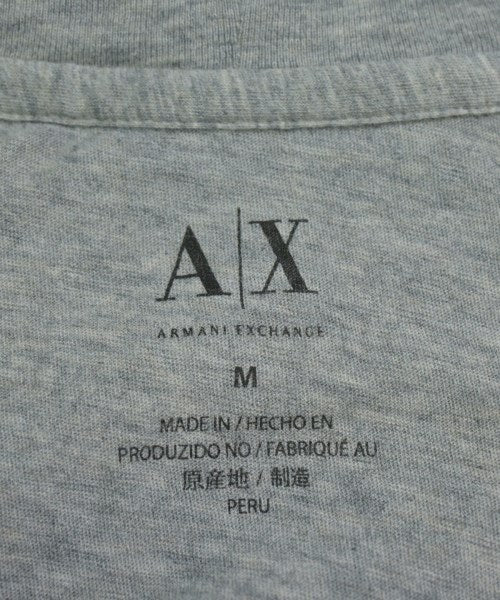 A|X
ARMANI EXCHANGE
M
MADE IN / HECHO EN
PRODUZIDO NO / FABRIQUÉ AU
原産地 / 制造
PERU